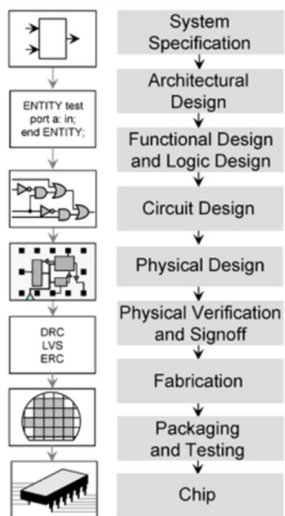 System
Specification
Architectural
Design
ENTITY test
port a: in;
end ENTITY;
Functional Design
and Logic Design
Circuit Design
Physical Design
DRC
LVS
ERC
Physical Verification
and Signoff
Fabrication
Packaging
and Testing
Chip